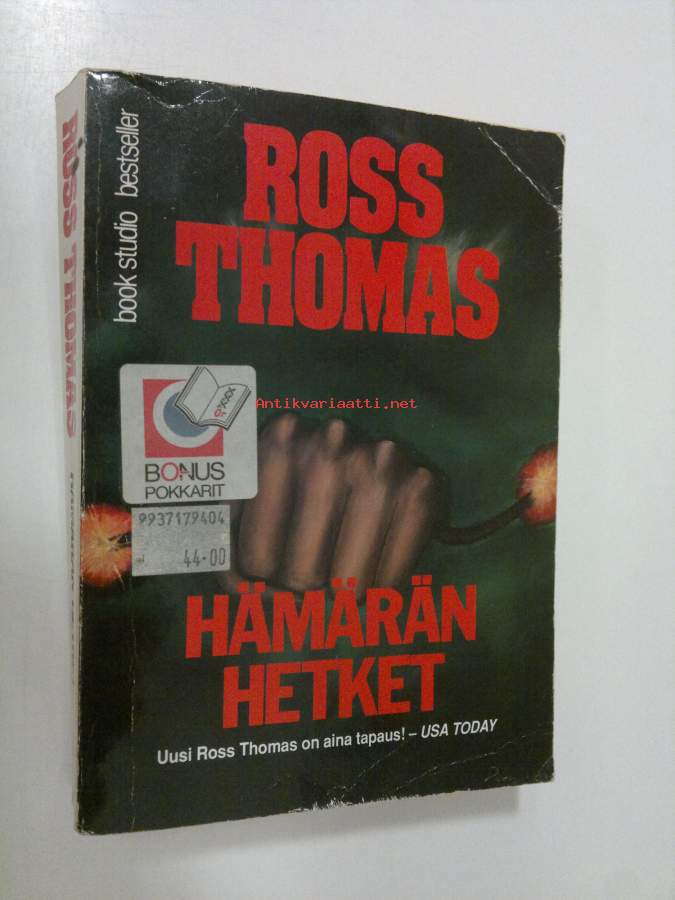 ROSS THOMAS
book studio bestseller
ROSS
THOMAS
Antikvariaatti.net
BONUS
POKKARIT
9937179404
44-00
HÄMÄRÄN
HETKET
Uusi Ross Thomas on aina tapaus! – USA TODAY